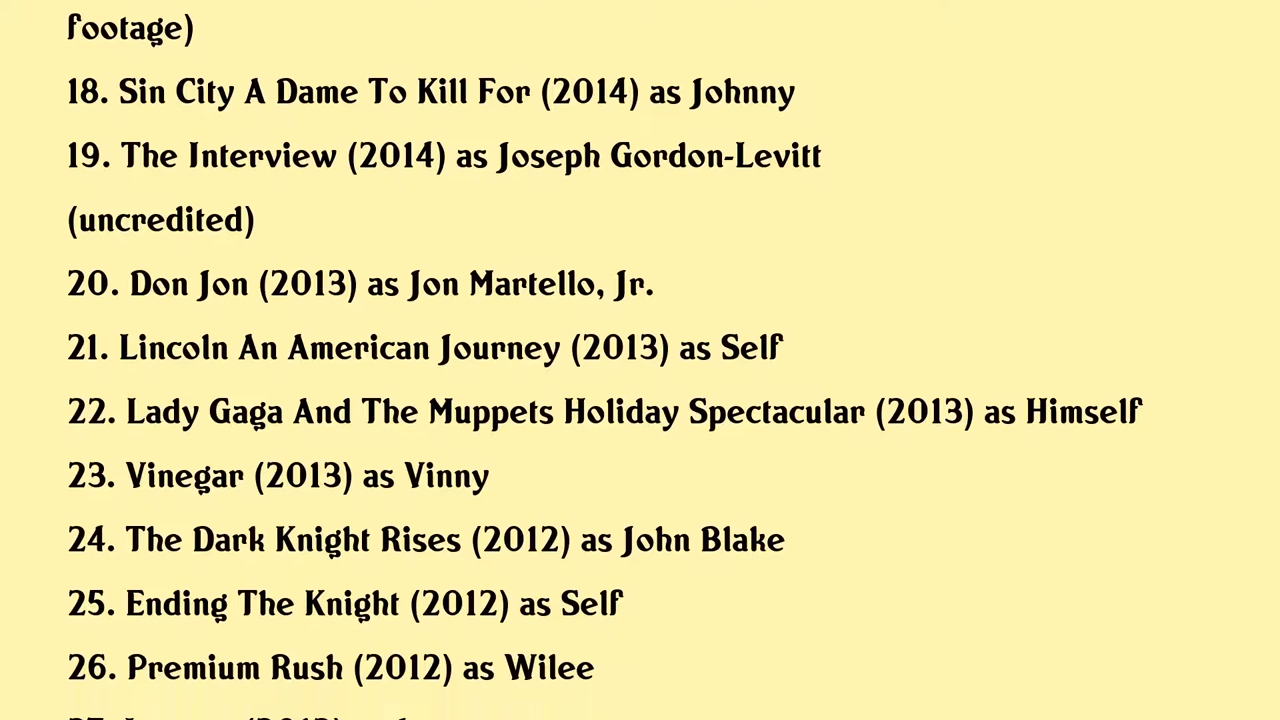 footage)
18. Sin City A Dame To Kill For (2014) as Johnny
19. The Interview (2014) as Joseph Gordon-Levitt
(uncredited)
20. Don Jon (2013) as Jon Martello, Jr.
21. Lincoln An American Journey (2013) as Self
22. Lady Gaga And The Muppets Holiday Spectacular (2013) as Himself
23. Vinegar (2013) as Vinny
24. The Dark Knight Rises (2012) as John Blake
25. Ending The Knight (2012) as Self
26. Premium Rush (2012) as Wilee